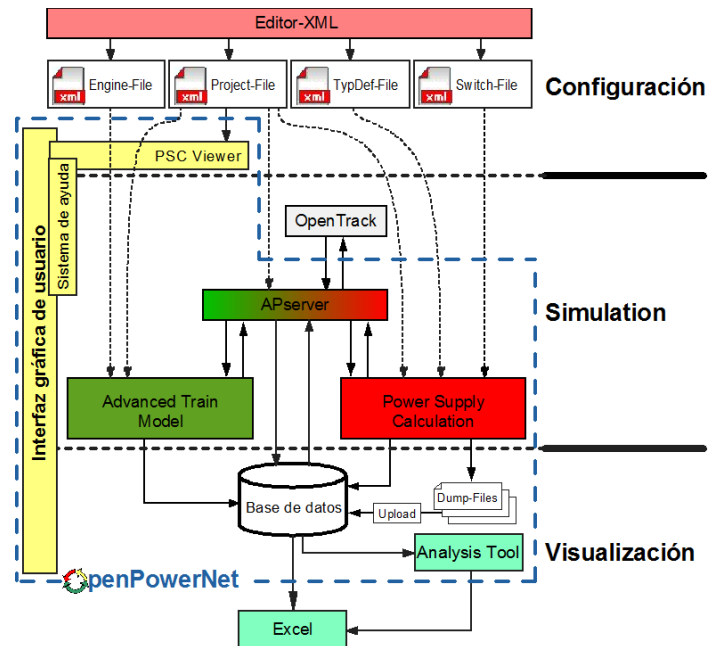 Editor-XML
xml Engine-File
xml Project-File
xml TypDef-File
xml Switch-File
Configuración
PSC Viewer
Sistema de ayuda
Interfaz gráfica de usuario
OpenTrack
APserver
Simulation
Advanced Train
Model
Power Supply
Calculation
Base de datos
Dump-Files
Upload
Analysis Tool
Visualización
OpenPowerNet
Excel